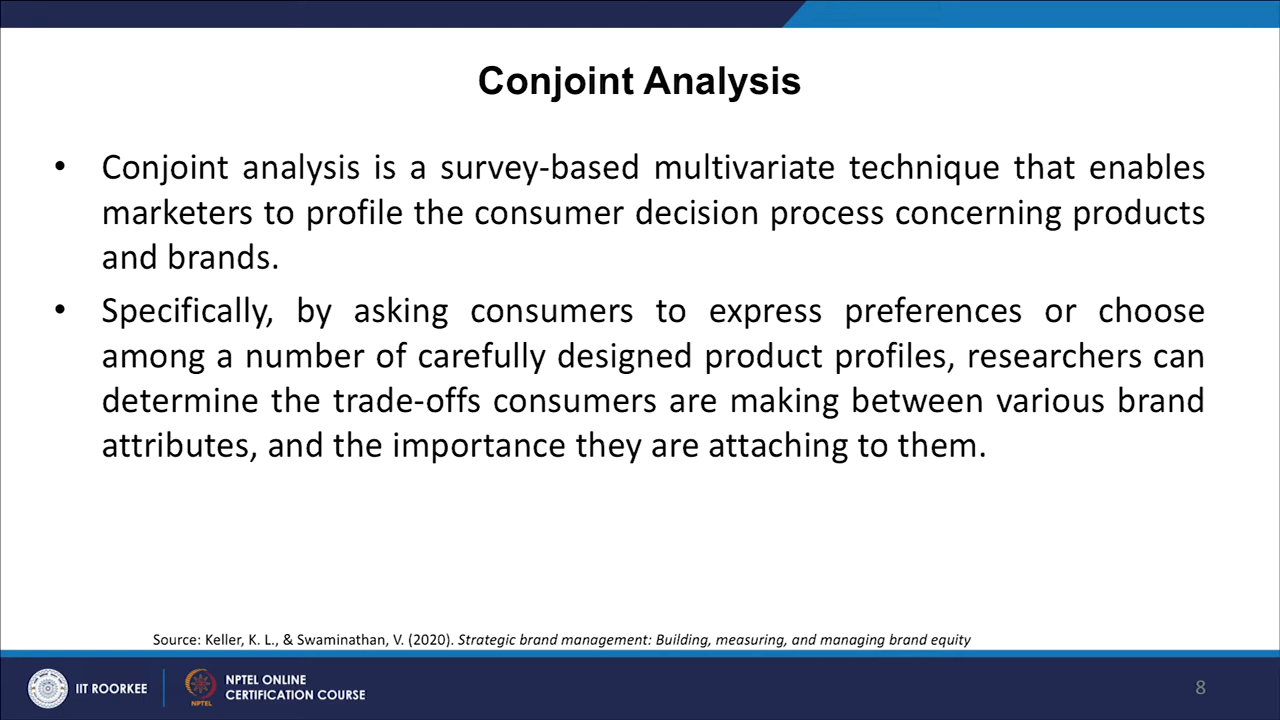 Conjoint Analysis
• Conjoint analysis is a survey-based multivariate technique that enables
marketers to profile the consumer decision process concerning products
and brands.
• Specifically, by asking consumers to express preferences or choose
among a number of carefully designed product profiles, researchers can
determine the trade-offs consumers are making between various brand
attributes, and the importance they are attaching to them.
Source: Keller, K. L., & Swaminathan, V. (2020). Strategic brand management: Building, measuring, and managing brand equity
IIT ROORKEE
NPTEL
NPTEL ONLINE
CERTIFICATION COURSE
8